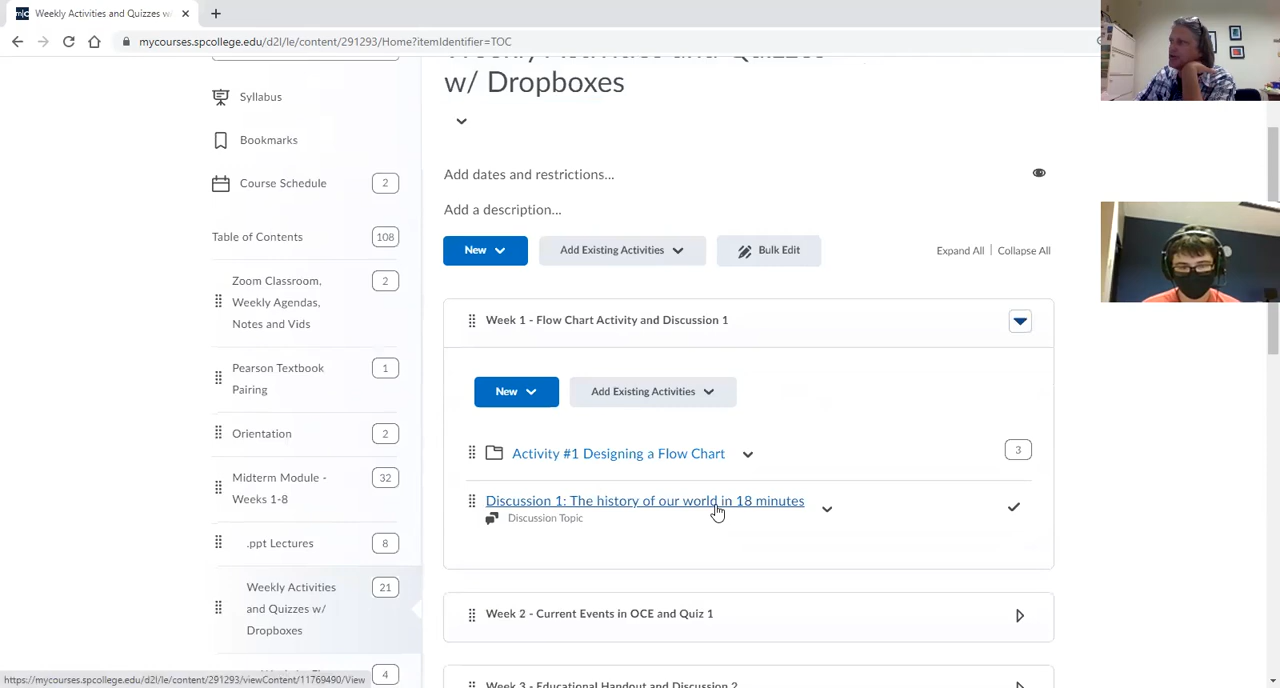 Weekly Activities and Quizzes w/
mycourses.spcollege.edu/d2l/le/content/291293/Home?itemIdentifier=TOC
Weekly Activities and Quizzes
w/ Dropboxes
Syllabus
Bookmarks
Course Schedule 2
Table of Contents 108
Zoom Classroom, 2
Weekly Agendas,
Notes and Vids
Pearson Textbook 1
Pairing
Orientation 2
Midterm Module - 32
Weeks 1-8
.ppt Lectures 8
Weekly Activities 21
and Quizzes w/
Dropboxes
4
Add dates and restrictions...
Add a description...
New Add Existing Activities Bulk Edit Expand All | Collapse All
Week 1 - Flow Chart Activity and Discussion 1
New Add Existing Activities
Activity #1 Designing a Flow Chart 3
Discussion 1: The history of our world in 18 minutes
Discussion Topic
Week 2 - Current Events in OCE and Quiz 1
Week 3 - Educational Handout and Discussion 2
https://mycourses.spcollege.edu/d2l/le/content/291293/viewContent/11769490/View